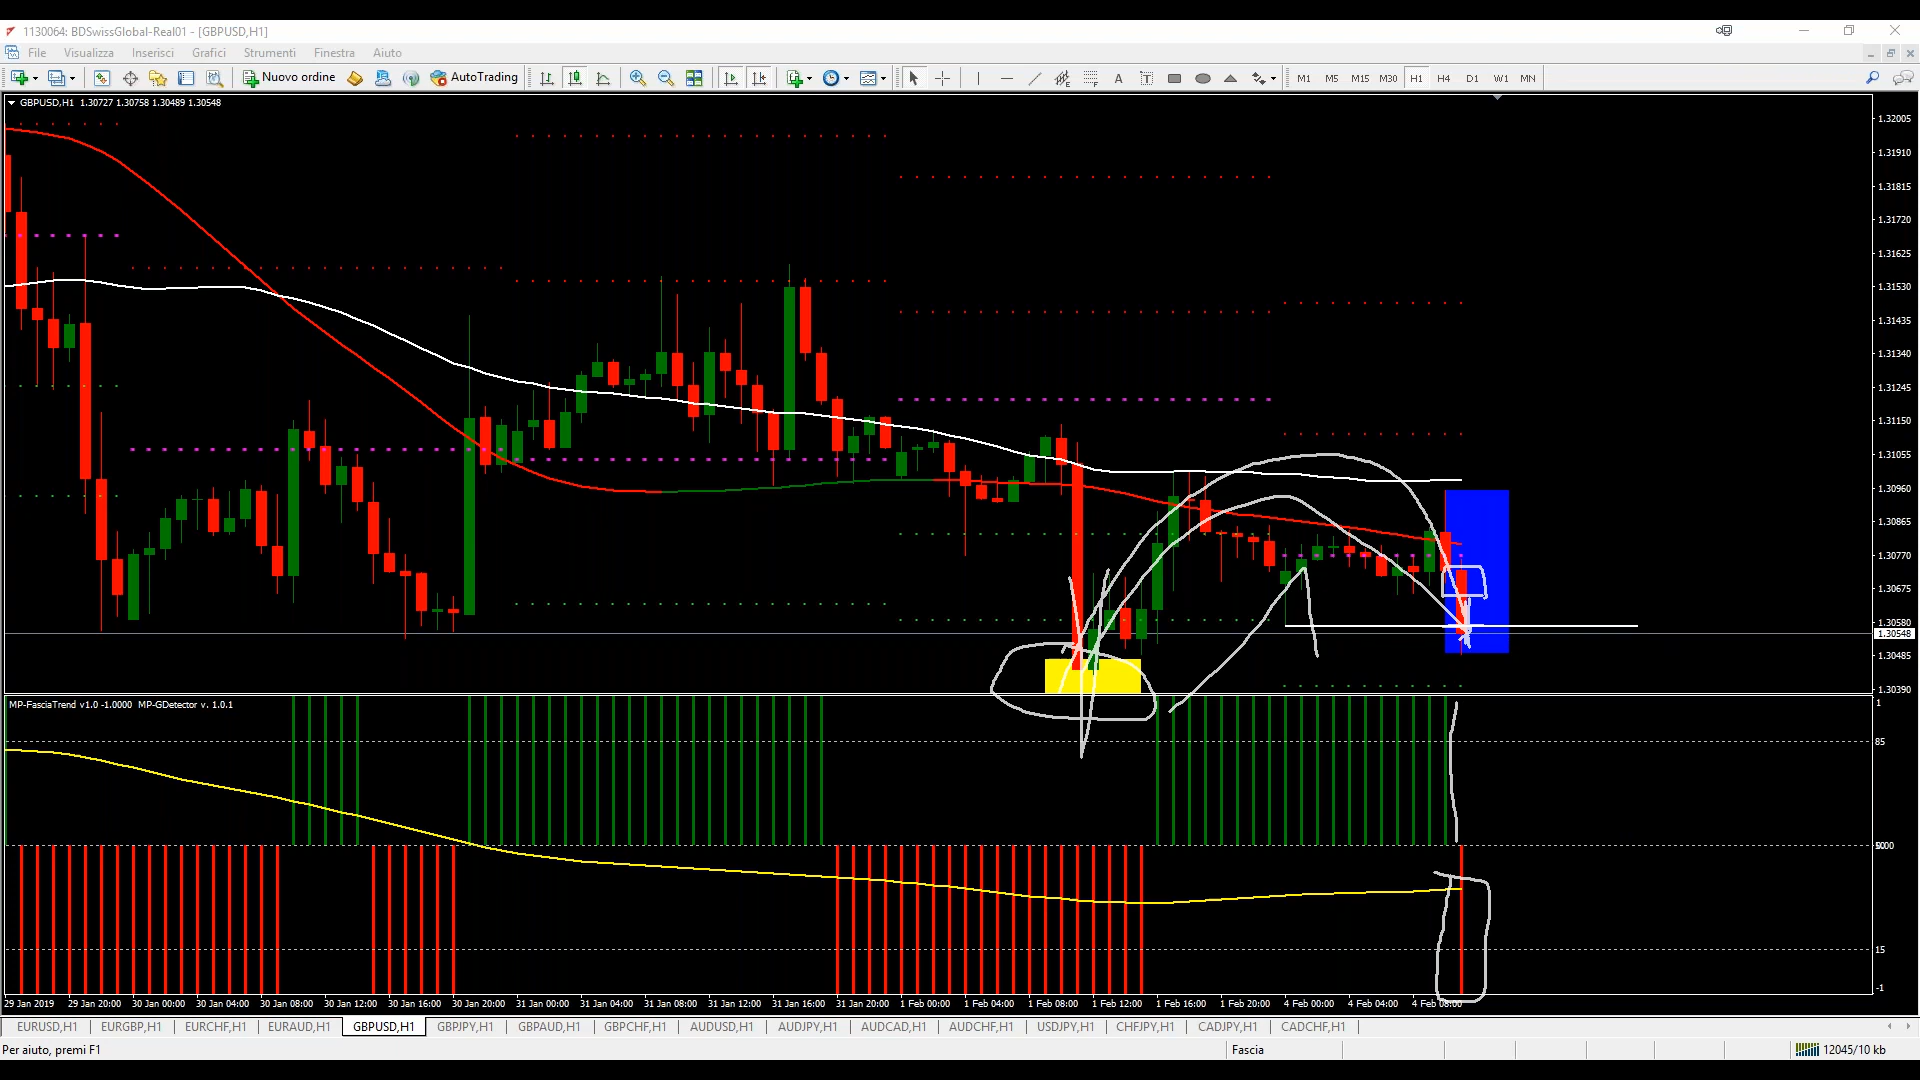 1130064: BDSwissGlobal-Real01 - [GBPUSD,H1]
File Visualizza Inserisci Grafici Strumenti Finestra Aiuto
Nuovo ordine AutoTrading A T M1 M5 M15 M30 H1 H4 D1 W1 MN
GBPUSD,H1 1.30727 1.30758 1.30489 1.30548
1.32005
1.31910
1.31815
1.31720
1.31625
1.31530
1.31435
1.31340
1.31245
1.31150
1.31055
1.30960
1.30865
1.30770
1.30675
1.30580
1.30548
1.30485
1.30390
MP-FasciaTrend v1.0 -1.0000 MP-GDetector v. 1.0.1
1
85
15
-1
29 Jan 2019 29 Jan 20:00 30 Jan 00:00 30 Jan 04:00 30 Jan 08:00 30 Jan 12:00 30 Jan 16:00 30 Jan 20:00 31 Jan 00:00 31 Jan 04:00 31 Jan 08:00 31 Jan 12:00 31 Jan 16:00 31 Jan 20:00 1 Feb 00:00 1 Feb 04:00 1 Feb 08:00 1 Feb 12:00 1 Feb 16:00 1 Feb 20:00 4 Feb 00:00 4 Feb 04:00 4 Feb 08:00
EURUSD,H1 EURGBP,H1 EURCHF,H1 EURAUD,H1 GBPUSD,H1 GBPJPY,H1 GBPAUD,H1 GBPCHF,H1 AUDUSD,H1 AUDJPY,H1 AUDCAD,H1 AUDCHF,H1 USDJPY,H1 CHFJPY,H1 CADJPY,H1 CADCHF,H1
Per aiuto, premi F1 Fascia 12045/10 kb